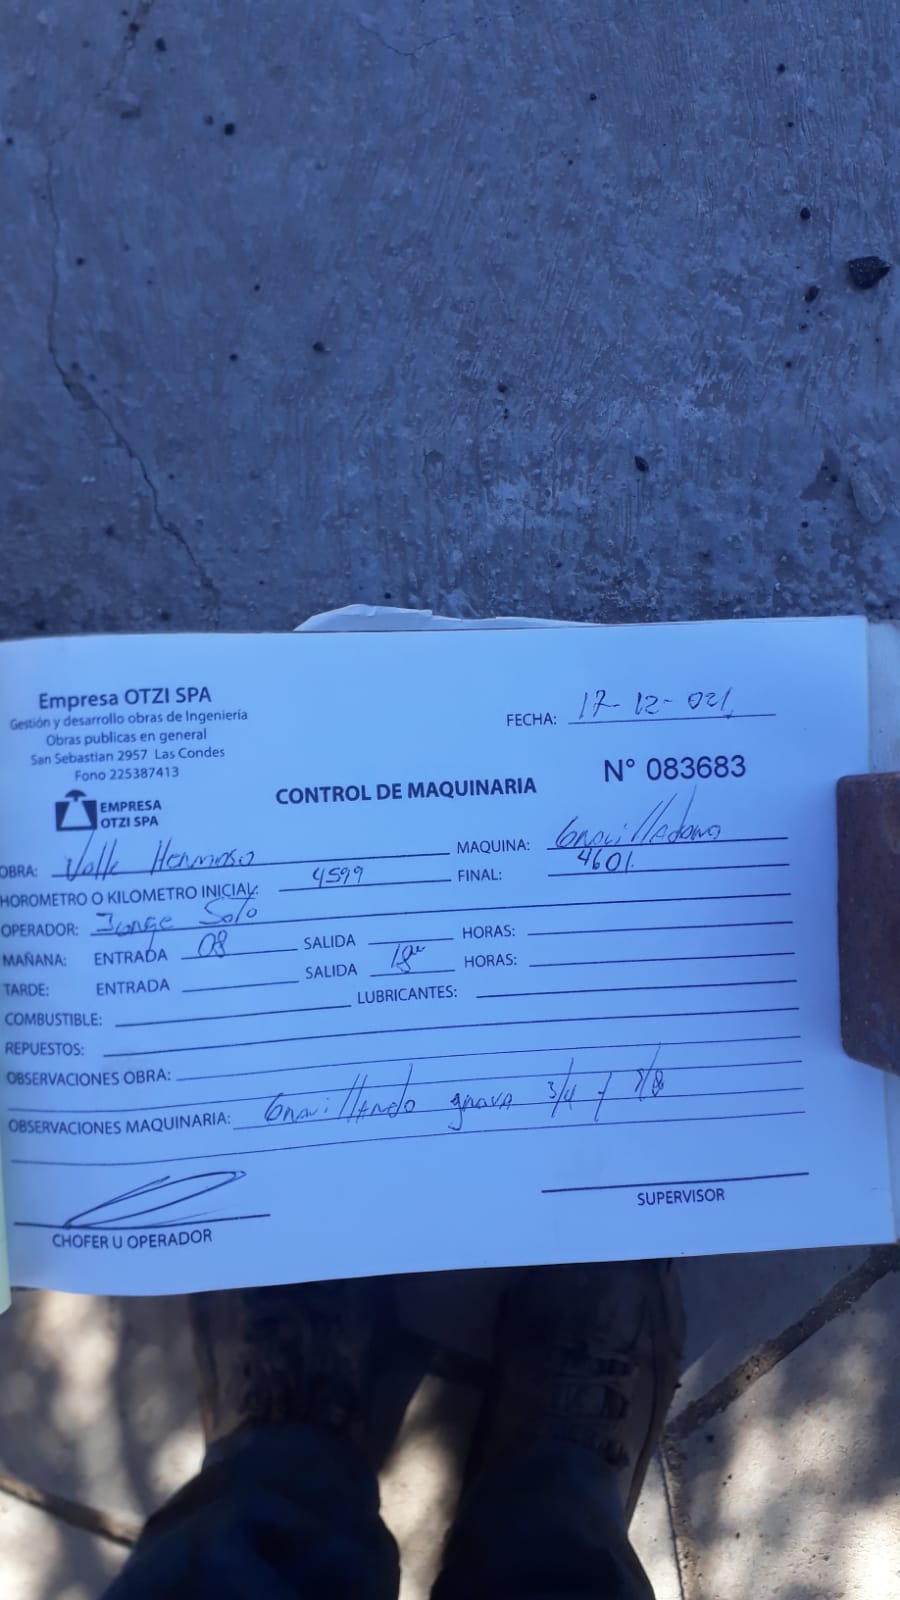 Empresa OTZI SPA
Gestión y desarrollo obras de Ingeniería
Obras publicas en general
San Sebastian 2957 Las Condes
Fono 225387413
EMPRESA
OTZI SPA
FECHA: 17-12-021
CONTROL DE MAQUINARIA
N° 083683
OBRA: Valle Hermoso MAQUINA: Gravilladora
HOROMETRO O KILOMETRO INICIAL: 4599 FINAL: 4601
OPERADOR: Jorge Soto
MAÑANA: ENTRADA 08 SALIDA HORAS:
TARDE: ENTRADA SALIDA 18 HORAS:
COMBUSTIBLE: LUBRICANTES:
REPUESTOS:
OBSERVACIONES OBRA:
OBSERVACIONES MAQUINARIA: Gravillando grava 3/4 /8
CHOFER U OPERADOR
SUPERVISOR